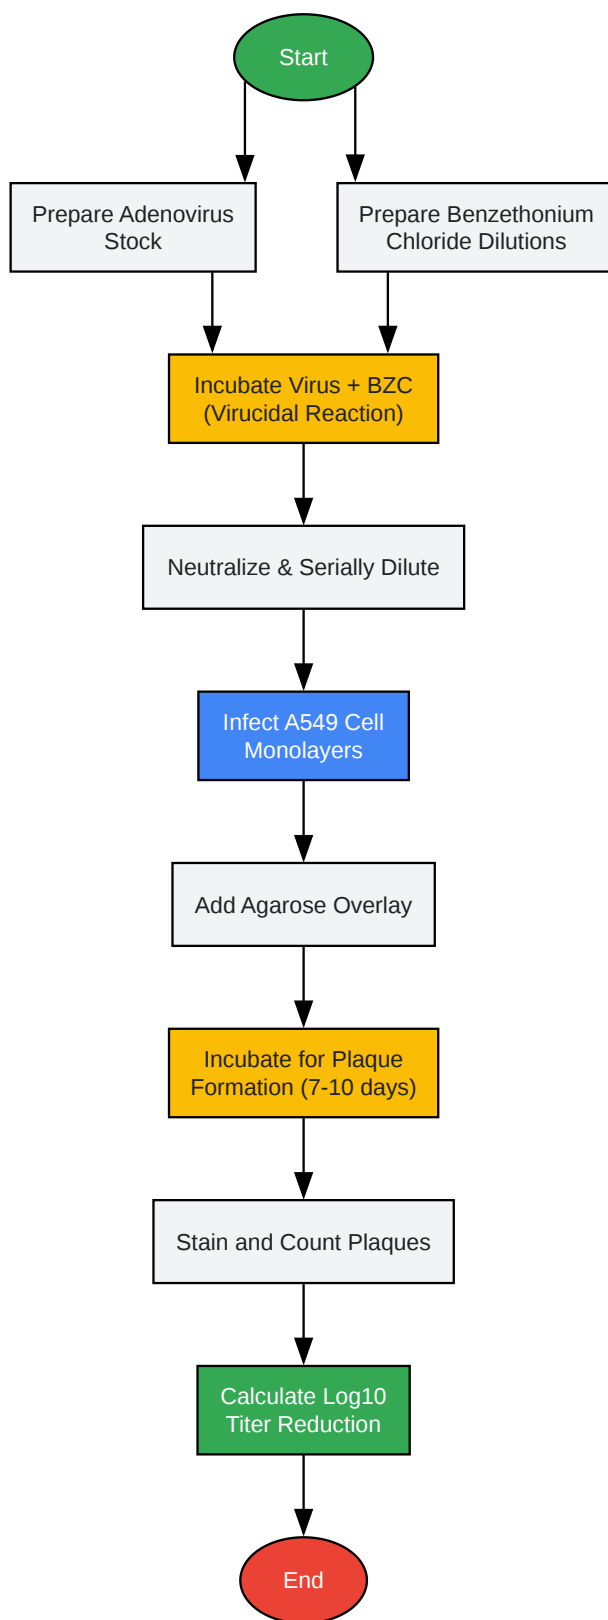 Start
Prepare Adenovirus
Stock
Prepare Benzethonium
Chloride Dilutions
Incubate Virus + BZC
(Virucidal Reaction)
Neutralize & Serially Dilute
Infect A549 Cell
Monolayers
Add Agarose Overlay
Incubate for Plaque
Formation (7-10 days)
Stain and Count Plaques
Calculate Log10
Titer Reduction
End